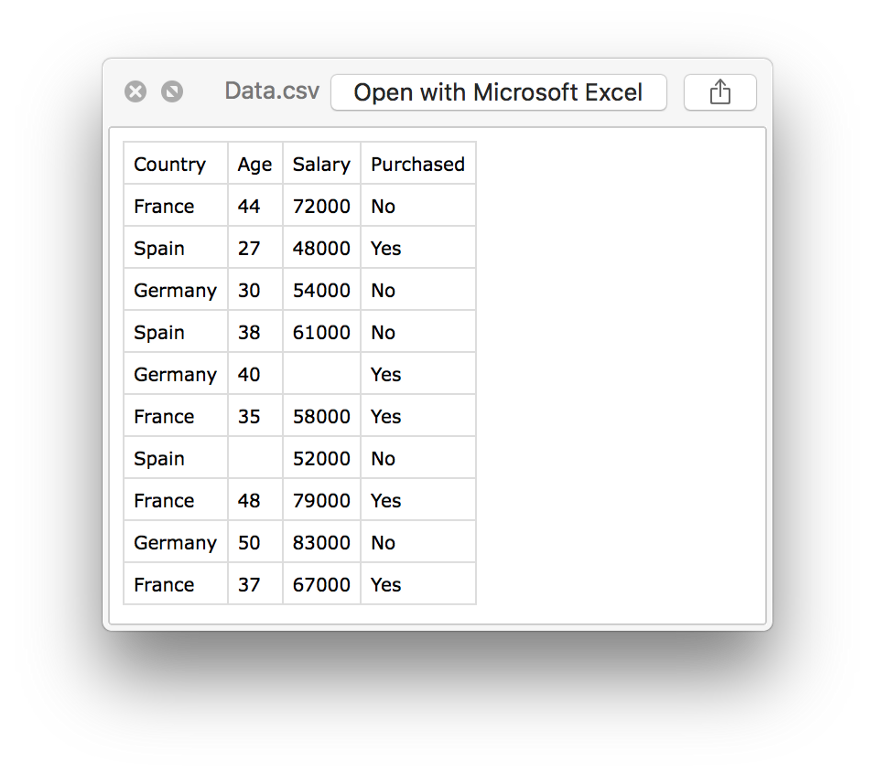 Data.csv Open with Microsoft Excel
Country Age Salary Purchased
France 44 72000 No
Spain 27 48000 Yes
Germany 30 54000 No
Spain 38 61000 No
Germany 40 Yes
France 35 58000 Yes
Spain 52000 No
France 48 79000 Yes
Germany 50 83000 No
France 37 67000 Yes